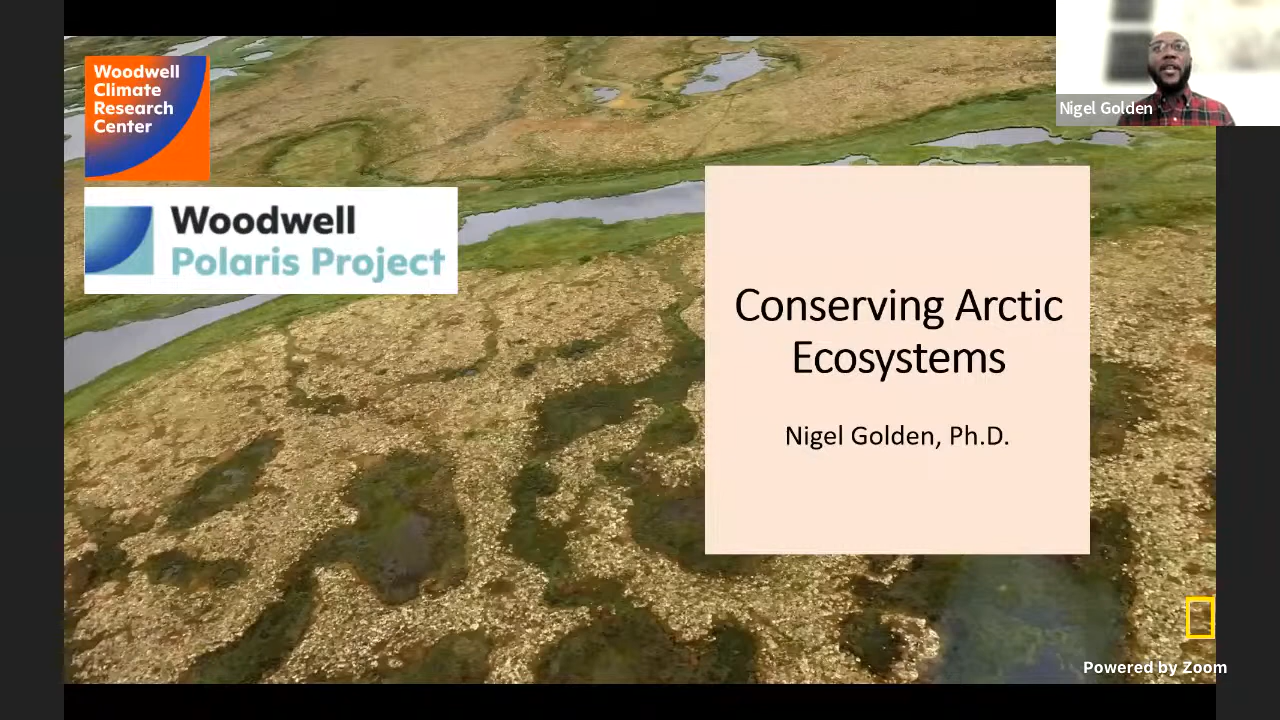 Woodwell
Climate
Research
Center
Woodwell
Polaris Project
Nigel Golden
Conserving Arctic
Ecosystems
Nigel Golden, Ph.D.
Powered by Zoom